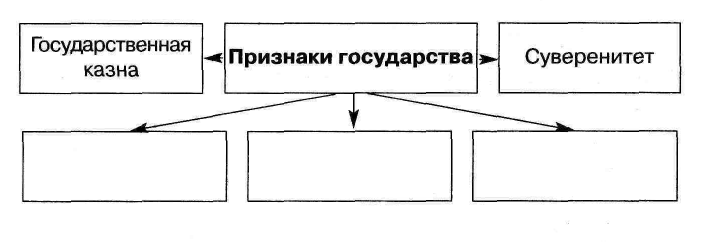 Государственная
казна
Признаки государства
Суверенитет